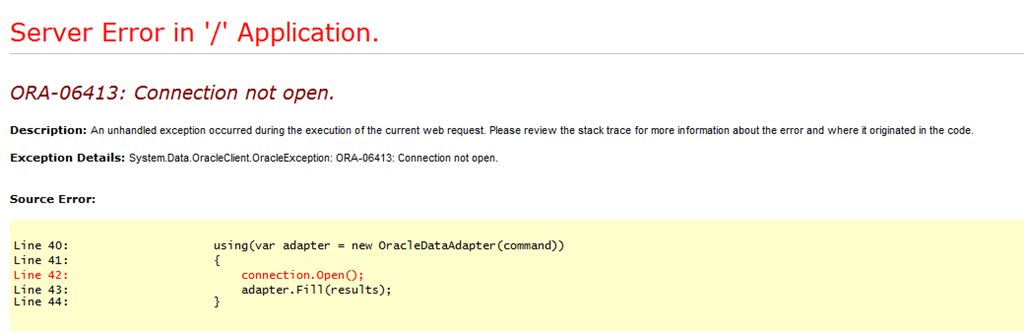 Server Error in '/' Application.
ORA-06413: Connection not open.
Description: An unhandled exception occurred during the execution of the current web request. Please review the stack trace for more information about the error and where it originated in the code.
Exception Details: System.Data.OracleClient.OracleException: ORA-06413: Connection not open.
Source Error:
Line 40:                     using(var adapter = new OracleDataAdapter(command))
Line 41:                     {
Line 42:                         connection.Open();
Line 43:                         adapter.Fill(results);
Line 44:                     }